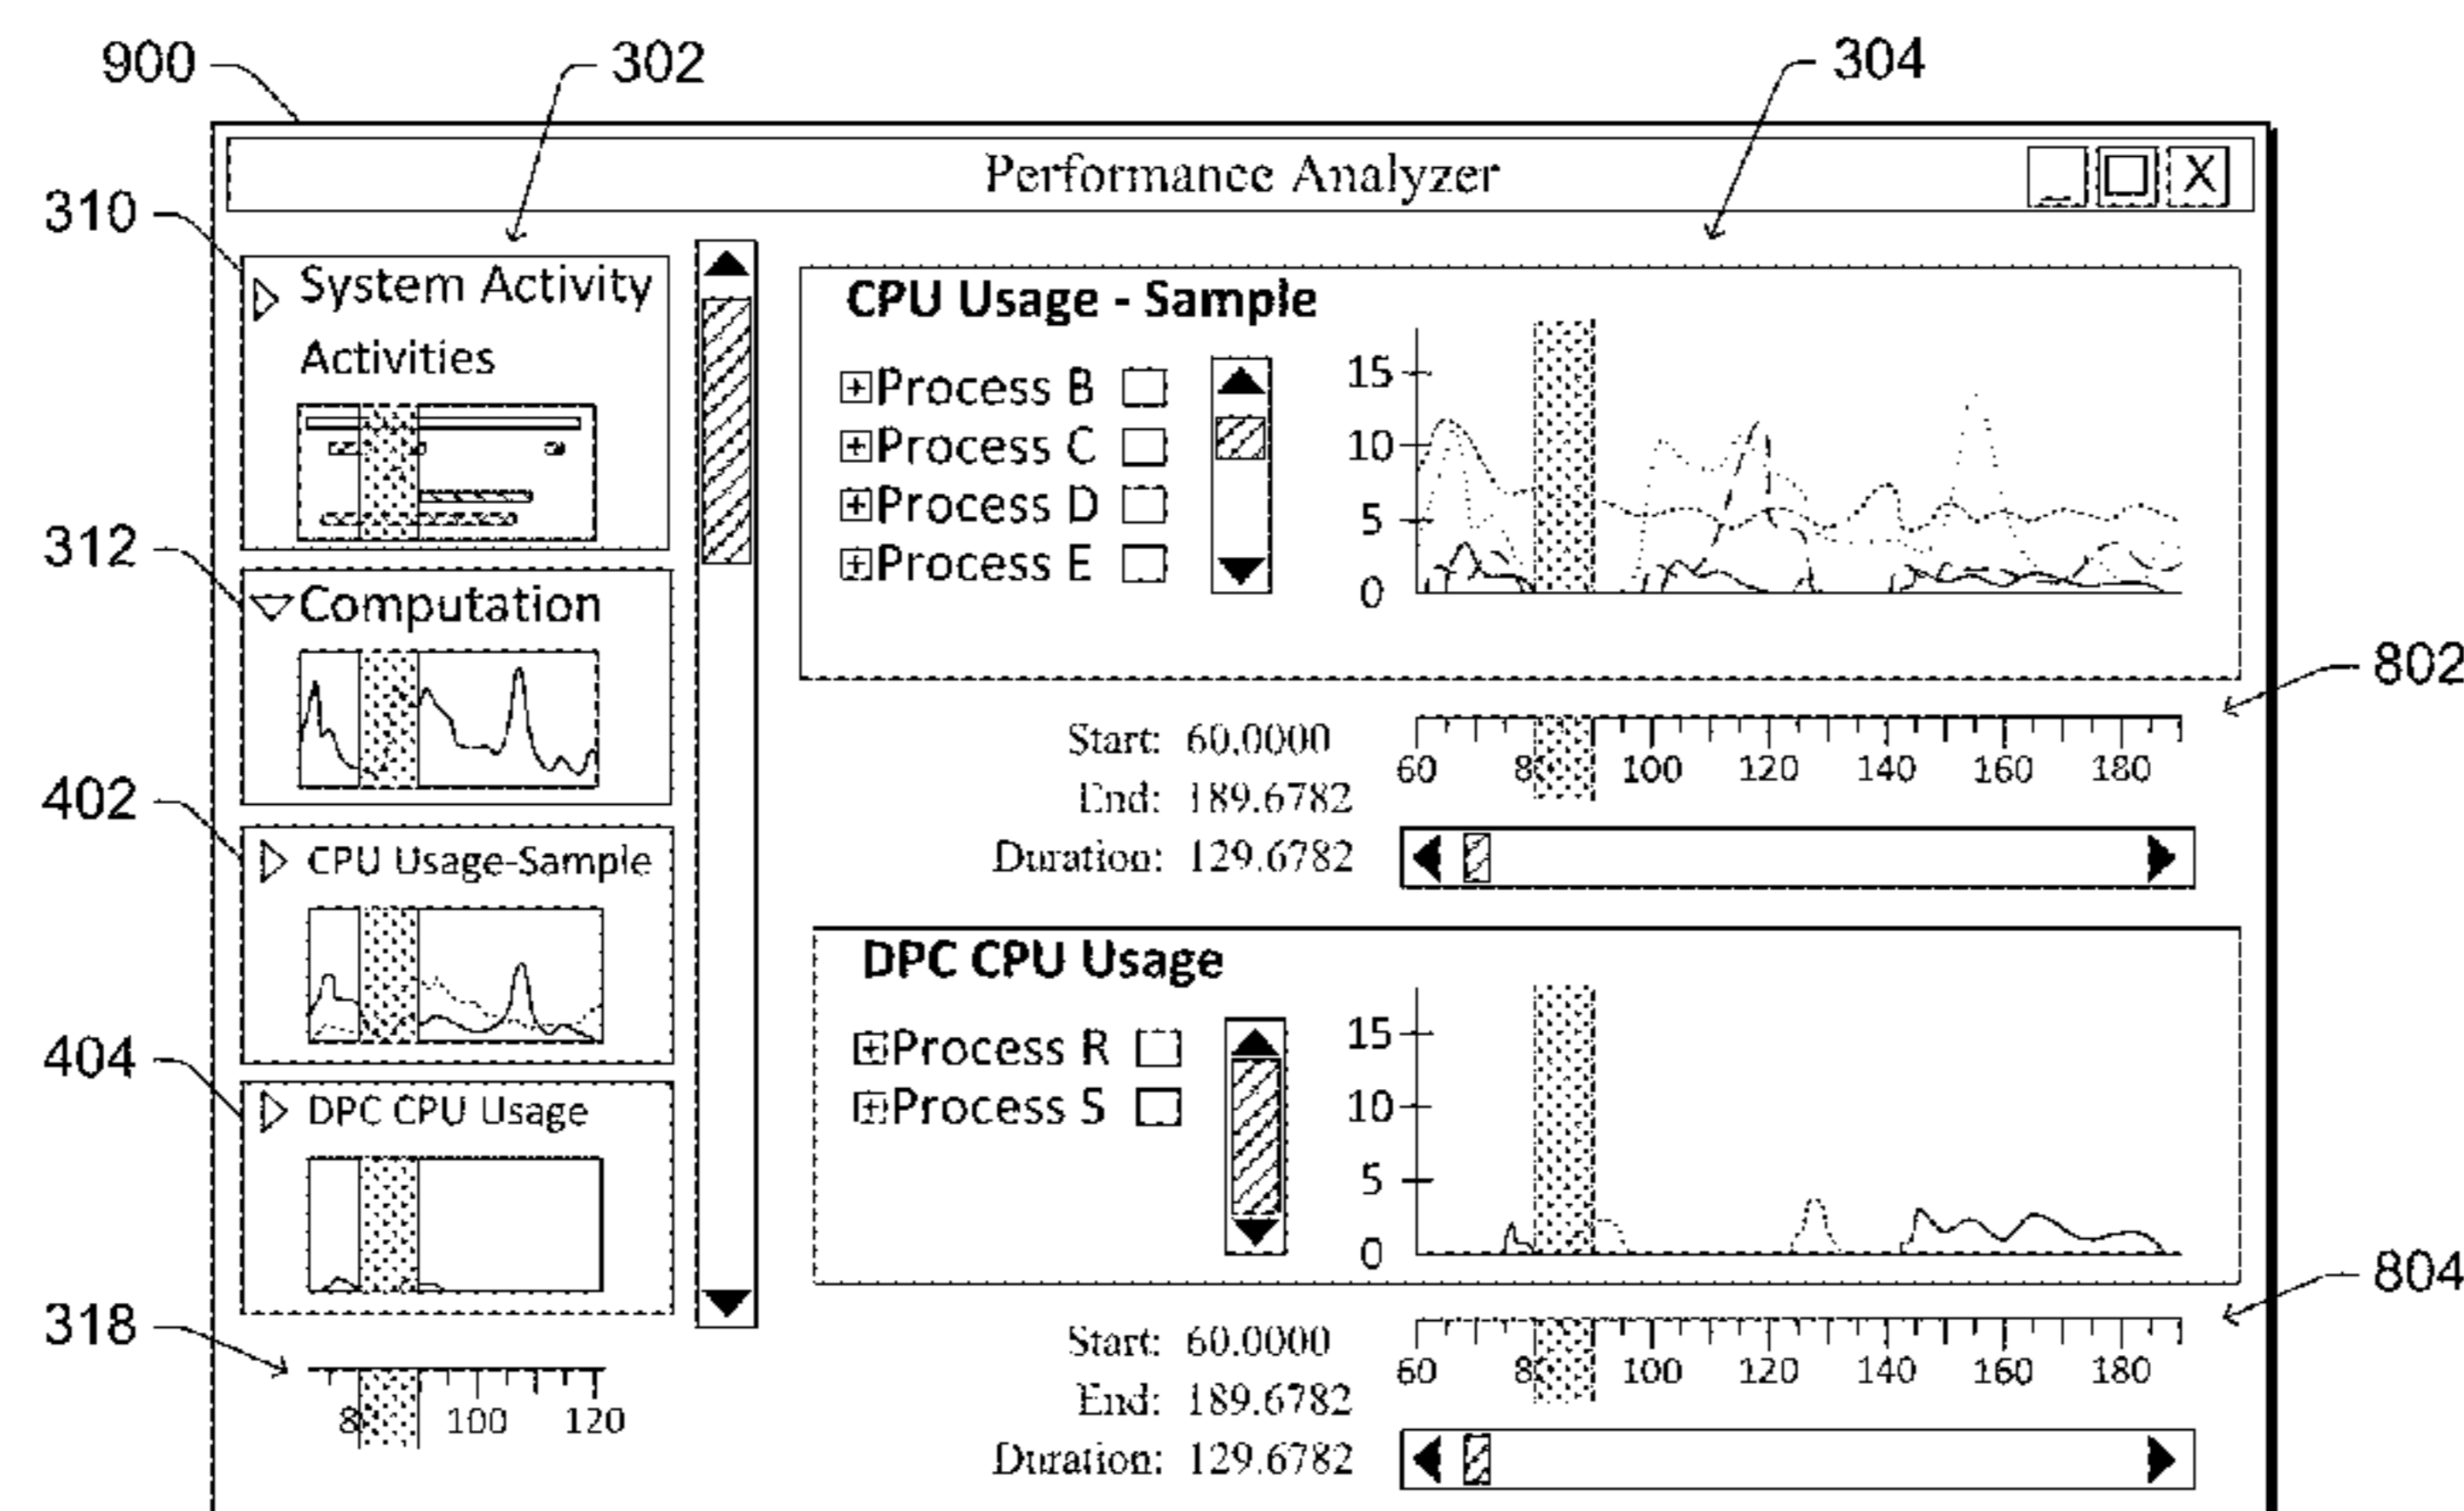 900
302
304
Performance Analyzer
X
310
System Activity
Activities
312
Computation
402
CPU Usage-Sample
404
DPC CPU Usage
318
8 100 120
CPU Usage - Sample
Process B
Process C
Process D
Process E
15
10
5
0
802
Start: 60.0000
End: 189.6782
Duration: 129.6782
60 8 100 120 140 160 180
DPC CPU Usage
Process R
Process S
15
10
5
0
804
Start: 60.0000
End: 189.6782
Duration: 129.6782
60 8 100 120 140 160 180